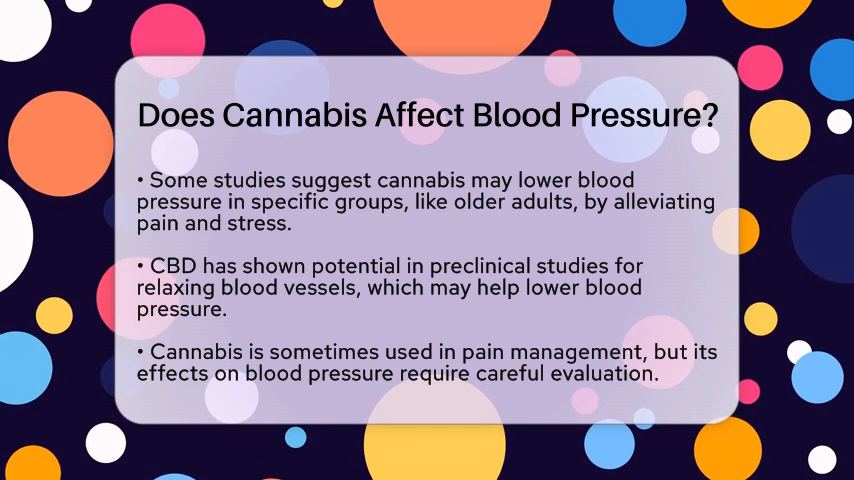 Does Cannabis Affect Blood Pressure?
• Some studies suggest cannabis may lower blood
pressure in specific groups, like older adults, by alleviating
pain and stress.
• CBD has shown potential in preclinical studies for
relaxing blood vessels, which may help lower blood
pressure.
• Cannabis is sometimes used in pain management, but its
effects on blood pressure require careful evaluation.